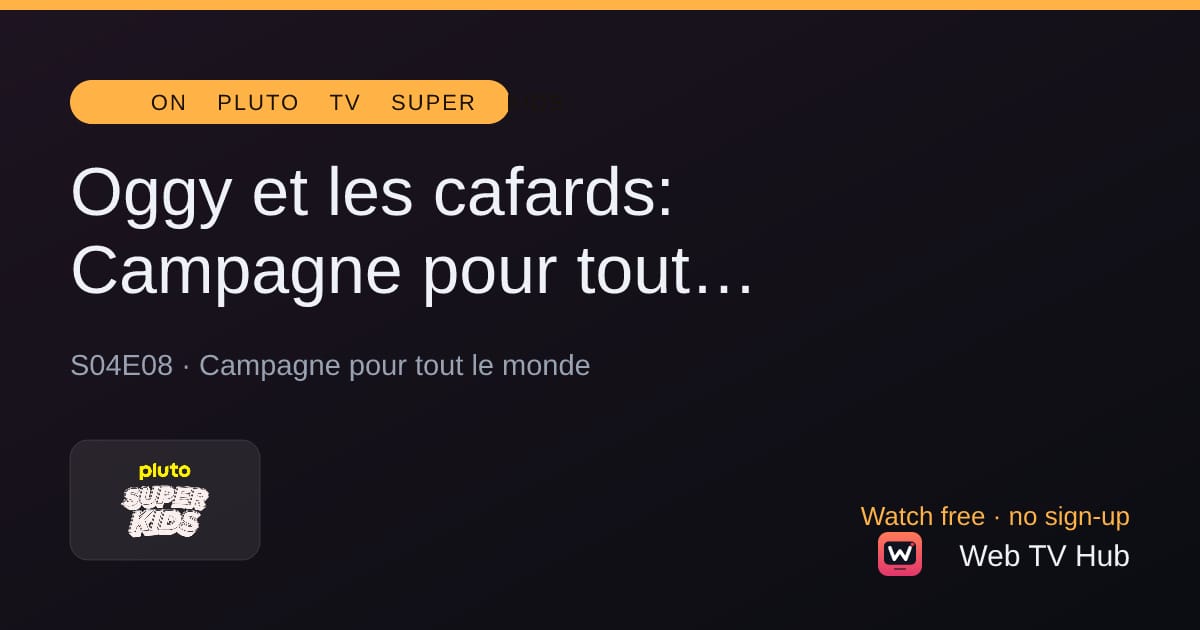 ON PLUTO TV SUPER
Oggy et les cafards:
Campagne pour tout…
S04E08 · Campagne pour tout le monde
pluto
SUPER
KIDS
Watch free · no sign-up
W
Web TV Hub